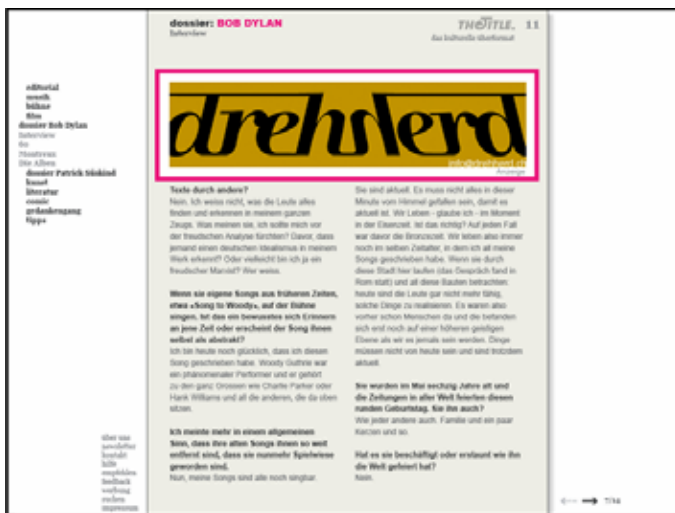 dossier: BOB DYLAN
Interview
THETITLE. 11
das kulturelle überformat
editorial
musik
bühne
film
dossier Bob Dylan
Interview
60
Montreux
Die Alben
dossier Patrick Süskind
kunst
literatur
comic
gedankengang
tipps
drehherd
info@drehherd.ch
Anzeige
Texte durch andere?
Nein. Ich weiss nicht, was die Leute alles
finden und erkennen in meinem ganzen
Zeugs. Was meinen sie, ich sollte mich vor
der freudschen Analyse fürchten? Davor, dass
jemand einen deutschen Idealismus in meinem
Werk erkennt? Oder vielleicht bin ich ja ein
freudscher Marxist? Wer weiss.
Wenn sie eigene Songs aus früheren Zeiten,
etwa «Song to Woody», auf der Bühne
singen. Ist das ein bewusstes sich Erinnern
an jene Zeit oder erscheint der Song ihnen
selbst als abstrakt?
Ich bin heute noch glücklich, dass ich diesen
Song geschrieben habe. Woody Guthrie war
ein phänomenaler Performer und er gehört
zu den ganz Grossen wie Charlie Parker oder
Hank Williams und all die anderen, die da oben
sitzen.
Ich meinte mehr in einem allgemeinen
Sinn, dass ihre alten Songs ihnen so weit
entfernt sind, dass sie nunmehr Spielwiese
geworden sind.
Nun, meine Songs sind alle noch singbar.
Sie sind aktuell. Es muss nicht alles in dieser
Minute vom Himmel gefallen sein, damit es
aktuell ist. Wir Leben - glaube ich - im Moment
in der Eisenzeit. Ist das richtig? Auf jeden Fall
war davor die Bronzezeit. Wir leben also immer
noch im selben Zeitalter, in dem ich all meine
Songs geschrieben habe. Wenn sie durch
diese Stadt hier laufen (das Gespräch fand in
Rom statt) und all diese Bauten betrachten:
heute sind die Leute gar nicht mehr fähig,
solche Dinge zu realisieren. Es waren also
vorher schon Menschen da und die befanden
sich erst noch auf einer höheren geistigen
Ebene als wir es jemals sein werden. Dinge
müssen nicht von heute sein und sind trotzdem
aktuell.
Sie wurden im Mai sechzig Jahre alt und
die Zeitungen in aller Welt feierten diesen
runden Geburtstag. Sie ihn auch?
Wie jeder andere auch. Familie und ein paar
Kerzen und so.
Hat es sie beschäftigt oder erstaunt wie ihn
die Welt gefeiert hat?
Nein.
über uns
newsletter
kontakt
hilfe
empfehlen
feedback
werbung
suchen
impressum
7/14